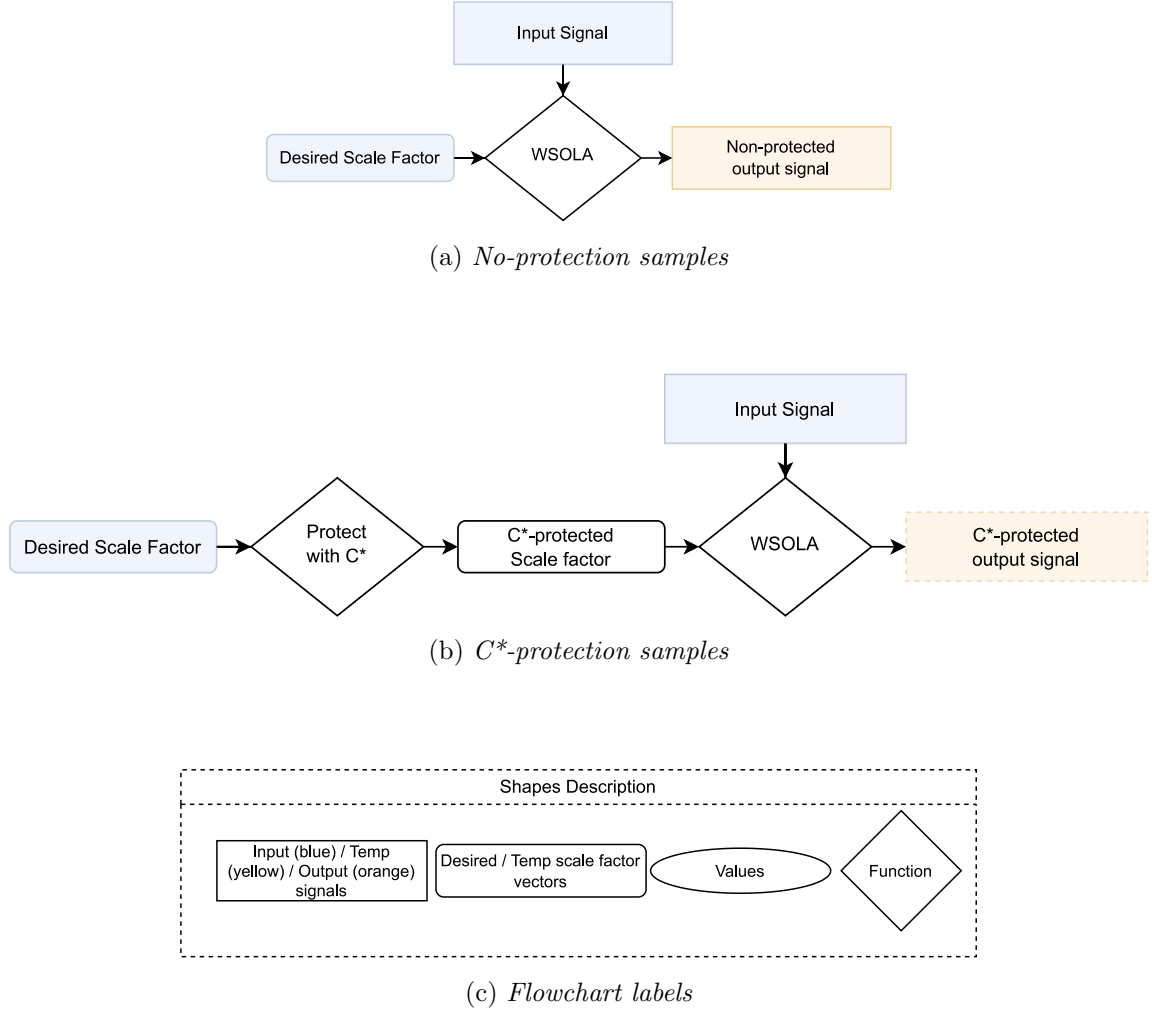 Input Signal
Desired Scale Factor
WSOLA
Non-protected
output signal
(a) No-protection samples
Input Signal
Desired Scale Factor
Protect
with C*
C*-protected
Scale factor
WSOLA
C*-protected
output signal
(b) C*-protection samples
Shapes Description
Input (blue) / Temp
(yellow) / Output (orange)
signals
Desired / Temp scale factor
vectors
Values
Function
(c) Flowchart labels